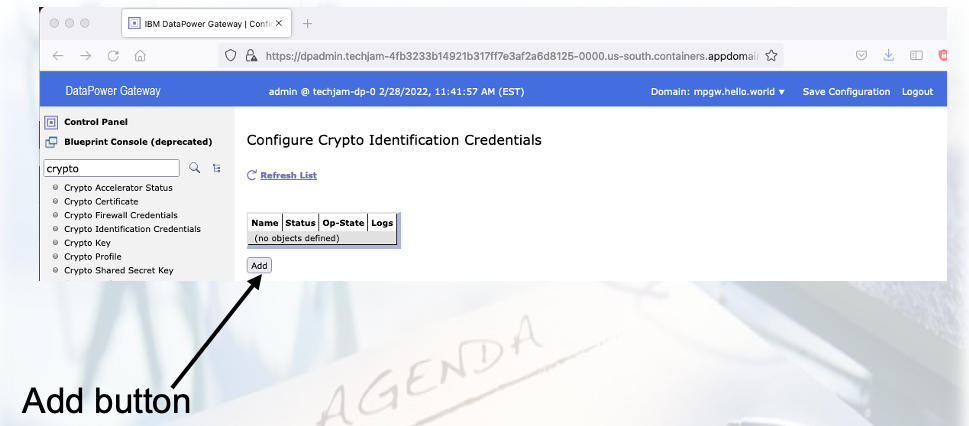 IBM DataPower Gateway | Config
https://dpadmin.techjam-4fb3233b14921b317ff7e3af2a6d8125-0000.us-south.containers.appdomai
DataPower Gateway
admin @ techjam-dp-0 2/28/2022, 11:41:57 AM (EST)
Domain: mpgw.hello.world ▼
Save Configuration
Logout
Control Panel
Blueprint Console (deprecated)
crypto
Crypto Accelerator Status
Crypto Certificate
Crypto Firewall Credentials
Crypto Identification Credentials
Crypto Key
Crypto Profile
Crypto Shared Secret Key
Configure Crypto Identification Credentials
Refresh List
Name Status Op-State Logs
(no objects defined)
Add
Add button
AGENDA